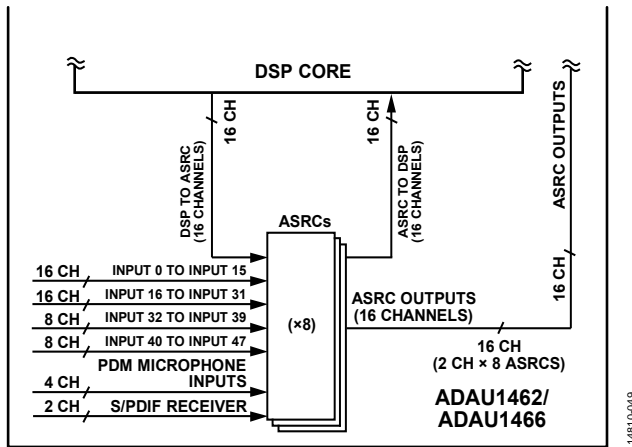 DSP CORE
16 CH
DSP TO ASRC
(16 CHANNELS)
16 CH
ASRC TO DSP
(16 CHANNELS)
ASRC OUTPUTS
16 CH
ASRCs
(×8)
16 CH
INPUT 0 TO INPUT 15
16 CH
INPUT 16 TO INPUT 31
8 CH
INPUT 32 TO INPUT 39
8 CH
INPUT 40 TO INPUT 47
PDM MICROPHONE
INPUTS
4 CH
2 CH
S/PDIF RECEIVER
ASRC OUTPUTS
(16 CHANNELS)
16 CH
(2 CH × 8 ASRCS)
ADAU1462/
ADAU1466
14810-049